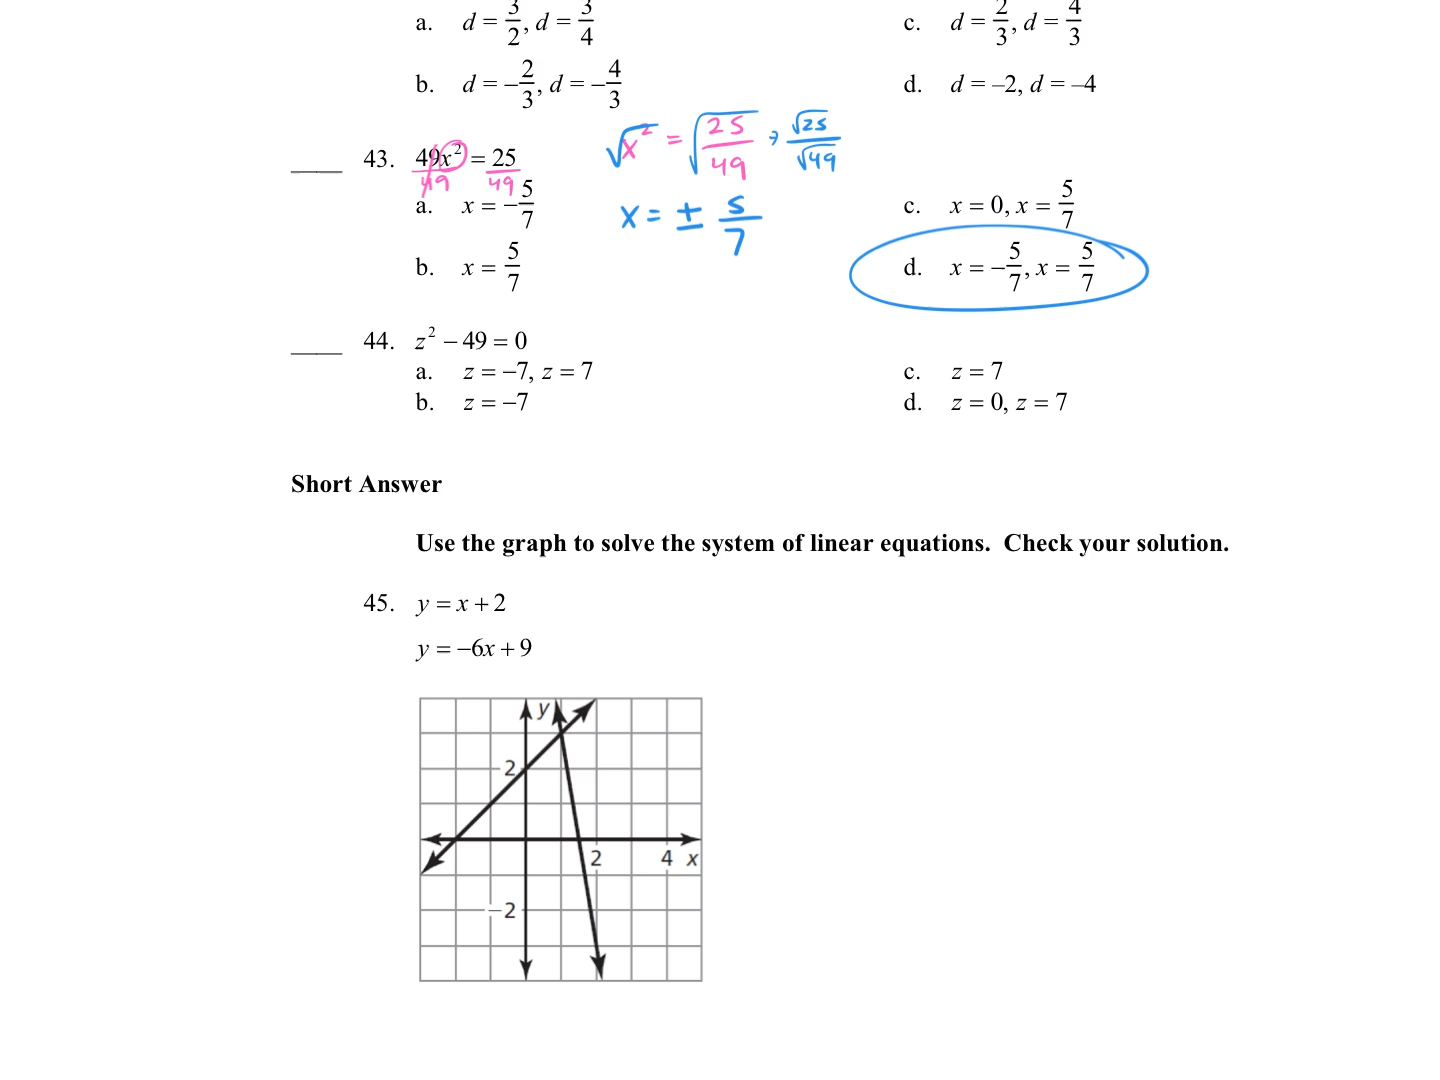 a. d = 3/2, d = 3/4
c. d = 2/3, d = 4/3
b. d = –2/3, d = –4/3
d. d = –2, d = –4
√x² = √25/49 , √25/√49
____ 43. 49x² = 25
49 49
x = ± 5/7
a. x = –5/7
c. x = 0, x = 5/7
b. x = 5/7
d. x = –5/7, x = 5/7
____ 44. z² – 49 = 0
a. z = –7, z = 7
c. z = 7
b. z = –7
d. z = 0, z = 7
Short Answer
Use the graph to solve the system of linear equations. Check your solution.
45. y = x + 2
y = –6x + 9
y
2
2 4 x
–2